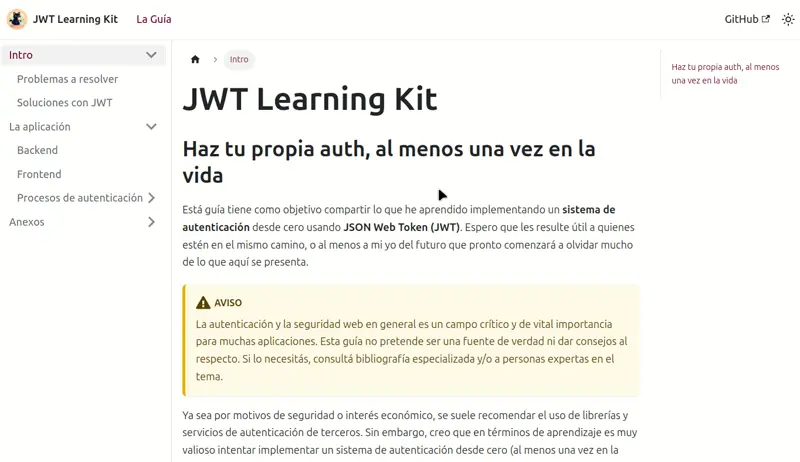 JWT Learning Kit
La Guía
GitHub
Intro
Problemas a resolver
Soluciones con JWT
La aplicación
Backend
Frontend
Procesos de autenticación
Anexos
Intro
JWT Learning Kit
Haz tu propia auth, al menos una vez en la
vida
Está guía tiene como objetivo compartir lo que he aprendido implementando un sistema de
autenticación desde cero usando JSON Web Token (JWT). Espero que les resulte útil a quienes
estén en el mismo camino, o al menos a mi yo del futuro que pronto comenzará a olvidar mucho
de lo que aquí se presenta.
AVISO
La autenticación y la seguridad web en general es un campo crítico y de vital importancia
para muchas aplicaciones. Esta guía no pretende ser una fuente de verdad ni dar consejos al
respecto. Si lo necesitás, consultá bibliografía especializada y/o a personas expertas en el
tema.
Ya sea por motivos de seguridad o interés económico, se suele recomendar el uso de librerías y
servicios de autenticación de terceros. Sin embargo, creo que en términos de aprendizaje es muy
valioso intentar implementar un sistema de autenticación desde cero (al menos una vez en la
Haz tu propia auth, al menos
una vez en la vida